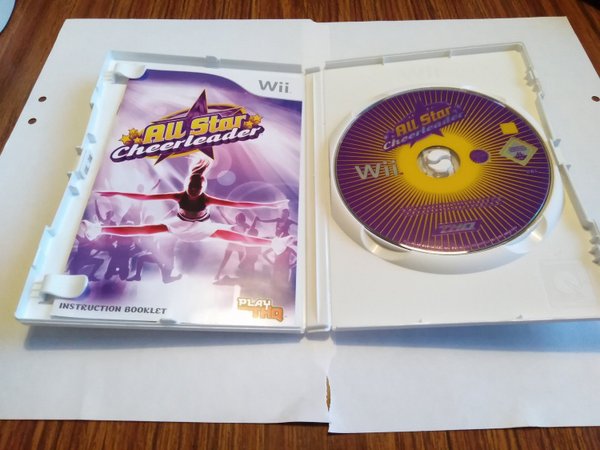 Wii
All Star
Cheerleader
INSTRUCTION BOOKLET
PLAY
THQ
All Star
Cheerleader
Wii
THQ